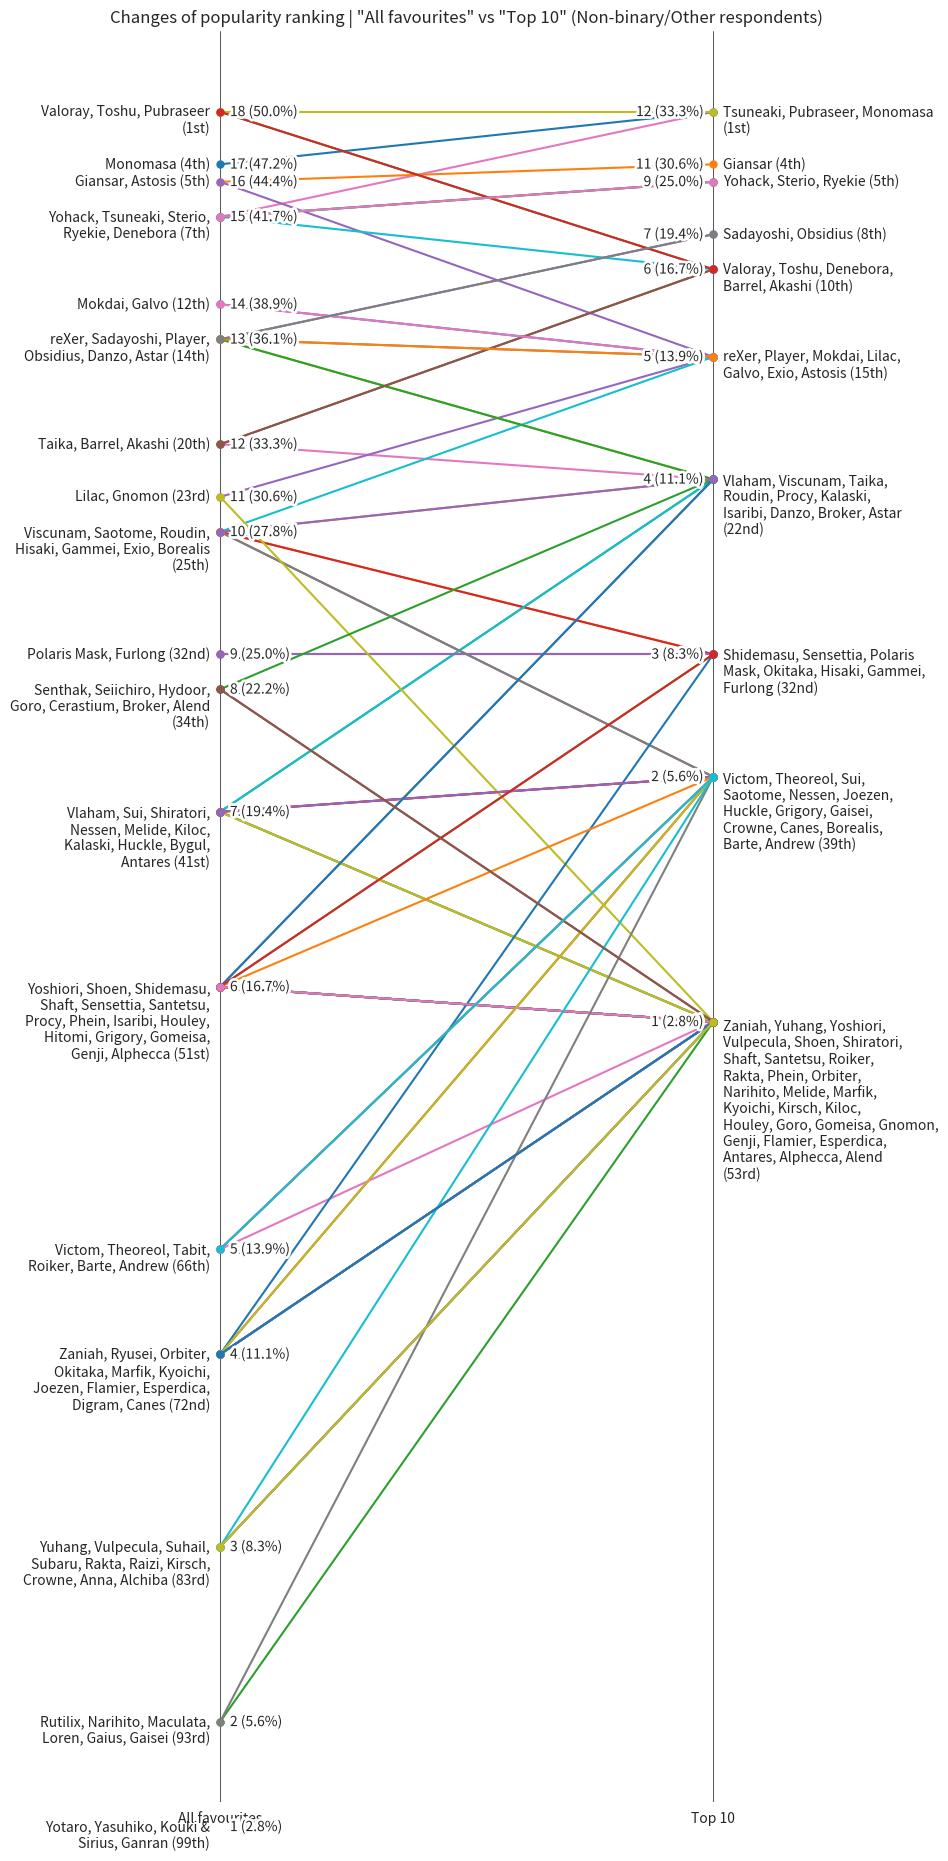 Changes of popularity ranking | "All favourites" vs "Top 10" (Non-binary/Other respondents)
Valoray, Toshu, Pubraseer
(1st)
18 (50.0%)
Monomasa (4th)
17 (47.2%)
Giansar, Astosis (5th)
16 (44.4%)
Yohack, Tsuneaki, Sterio,
Ryekie, Denebora (7th)
15 (41.7%)
Mokdai, Galvo (12th)
14 (38.9%)
reXer, Sadayoshi, Player,
Obsidius, Danzo, Astar (14th)
13 (36.1%)
Taika, Barrel, Akashi (20th)
12 (33.3%)
Lilac, Gnomon (23rd)
11 (30.6%)
Viscunam, Saotome, Roudin,
Hisaki, Gammei, Exio, Borealis
(25th)
10 (27.8%)
Polaris Mask, Furlong (32nd)
9 (25.0%)
Senthak, Seiichiro, Hydoor,
Goro, Cerastium, Broker, Alend
(34th)
8 (22.2%)
Vlaham, Sui, Shiratori,
Nessen, Melide, Kiloc,
Kalaski, Huckle, Bygul,
Antares (41st)
7 (19.4%)
Yoshiori, Shoen, Shidemasu,
Shaft, Sensettia, Santetsu,
Procy, Phein, Isaribi, Houley,
Hitomi, Grigory, Gomeisa,
Genji, Alphecca (51st)
6 (16.7%)
Victom, Theoreol, Tabit,
Roiker, Barte, Andrew (66th)
5 (13.9%)
Zaniah, Ryusei, Orbiter,
Okitaka, Marfik, Kyoichi,
Joezen, Flamier, Esperdica,
Digram, Canes (72nd)
4 (11.1%)
Yuhang, Vulpecula, Suhail,
Subaru, Rakta, Raizi, Kirsch,
Crowne, Anna, Alchiba (83rd)
3 (8.3%)
Rutilix, Narihito, Maculata,
Loren, Gaius, Gaisei (93rd)
2 (5.6%)
All favourites
Yotaro, Yasuhiko, Kouki &
Sirius, Ganran (99th)
1 (2.8%)
12 (33.3%)
Tsuneaki, Pubraseer, Monomasa
(1st)
11 (30.6%)
Giansar (4th)
9 (25.0%)
Yohack, Sterio, Ryekie (5th)
7 (19.4%)
Sadayoshi, Obsidius (8th)
6 (16.7%)
Valoray, Toshu, Denebora,
Barrel, Akashi (10th)
5 (13.9%)
reXer, Player, Mokdai, Lilac,
Galvo, Exio, Astosis (15th)
4 (11.1%)
Vlaham, Viscunam, Taika,
Roudin, Procy, Kalaski,
Isaribi, Danzo, Broker, Astar
(22nd)
3 (8.3%)
Shidemasu, Sensettia, Polaris
Mask, Okitaka, Hisaki, Gammei,
Furlong (32nd)
2 (5.6%)
Victom, Theoreol, Sui,
Saotome, Nessen, Joezen,
Huckle, Grigory, Gaisei,
Crowne, Canes, Borealis,
Barte, Andrew (39th)
1 (2.8%)
Zaniah, Yuhang, Yoshiori,
Vulpecula, Shoen, Shiratori,
Shaft, Santetsu, Roiker,
Rakta, Phein, Orbiter,
Narihito, Melide, Marfik,
Kyoichi, Kirsch, Kiloc,
Houley, Goro, Gomeisa, Gnomon,
Genji, Flamier, Esperdica,
Antares, Alphecca, Alend
(53rd)
Top 10